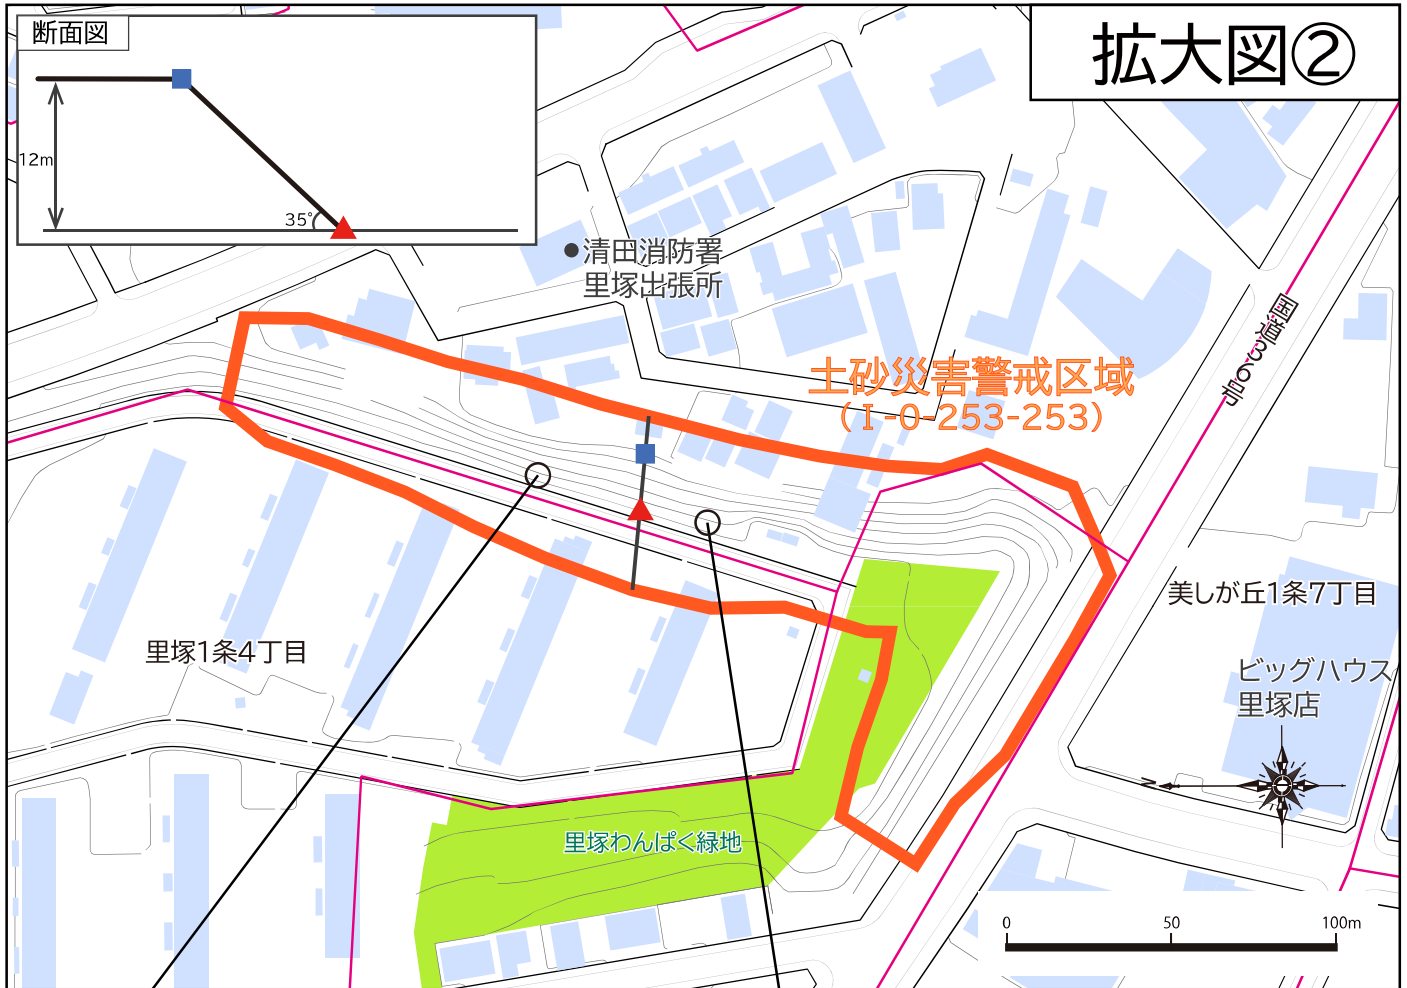 断面図
12m
35°
拡大図②
清田消防署
里塚出張所
国道36号
土砂災害警戒区域
（Ⅰ-0-253-253）
美しが丘1条7丁目
里塚1条4丁目
ビッグハウス
里塚店
N
里塚わんぱく緑地
0 50 100m